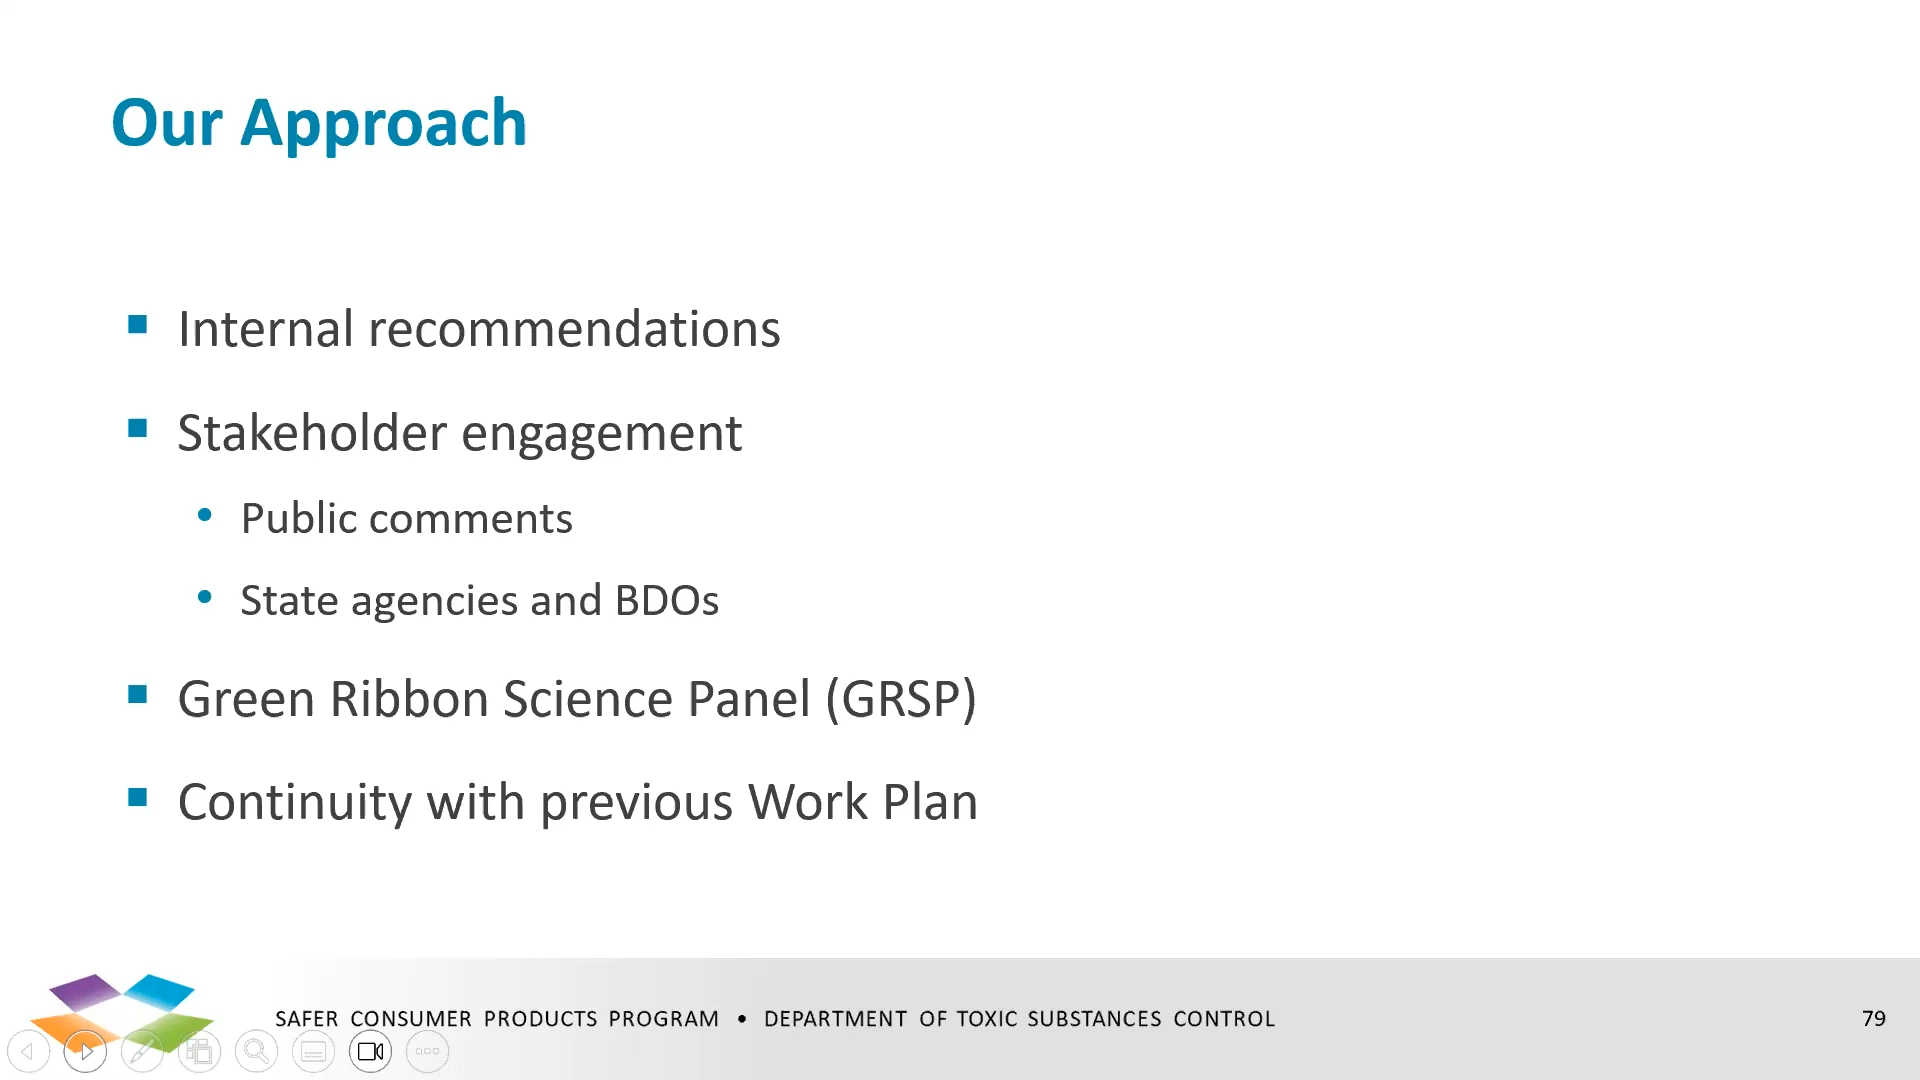 Our Approach
Internal recommendations
Stakeholder engagement
Public comments
State agencies and BDOs
Green Ribbon Science Panel (GRSP)
Continuity with previous Work Plan
SAFER CONSUMER PRODUCTS PROGRAM • DEPARTMENT OF TOXIC SUBSTANCES CONTROL
79